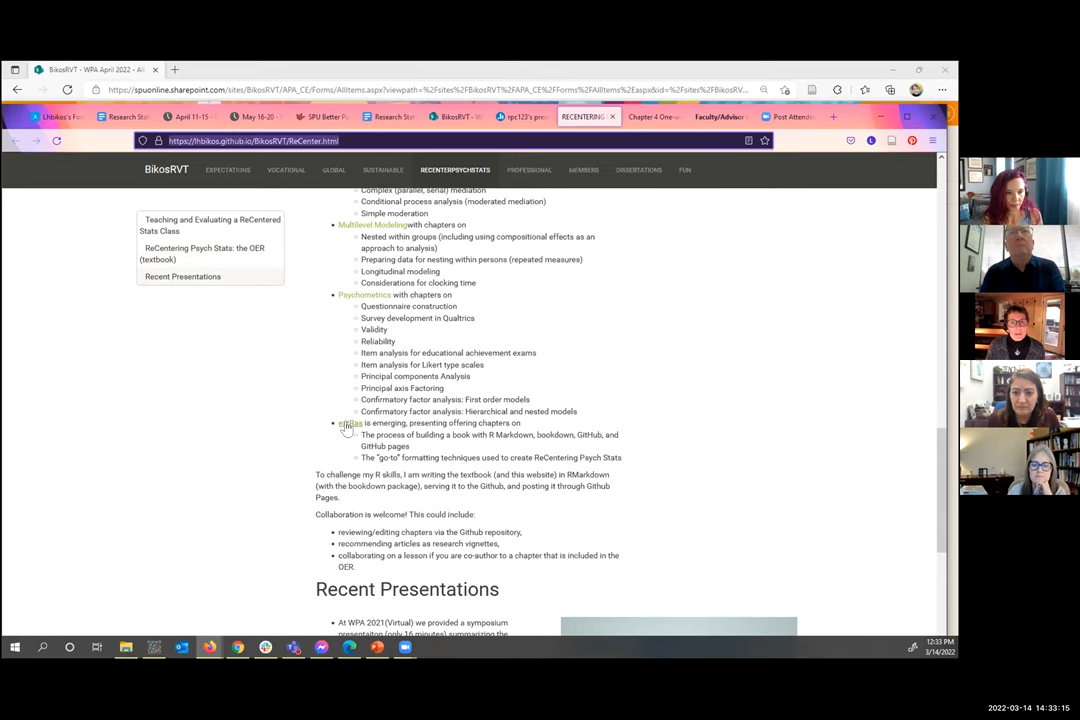 BikosRVT - WPA April 2022 - All
https://spuonline.sharepoint.com/sites/BikosRVT/APA_CE/Forms/AllItems.aspx?viewpath=%2Fsites%2FBikosRVT%2FAPA_CE%2FForms%2FAllItems%2Easpx&id=%2Fsites%2FBikosRV...
Lhbikos's Fo
Research Stat
April 11-15 -
May 16-20 -
SPU Better Po
Research Stat
BikosRVT - W
rpc123's pres
RECENTERING
Chapter 4 One-w
Faculty/Advisor
Post Attende
https://lhbikos.github.io/BikosRVT/ReCenter.html
BikosRVT
EXPECTATIONS
VOCATIONAL
GLOBAL
SUSTAINABLE
RECENTERPSYCHSTATS
PROFESSIONAL
MEMBERS
DISSERTATIONS
FUN
Teaching and Evaluating a ReCentered
Stats Class
ReCentering Psych Stats: the OER
(textbook)
Recent Presentations
Complex (parallel, serial) mediation
Conditional process analysis (moderated mediation)
Simple moderation
Multilevel Modelingwith chapters on
Nested within groups (including using compositional effects as an
approach to analysis)
Preparing data for nesting within persons (repeated measures)
Longitudinal modeling
Considerations for clocking time
Psychometrics with chapters on
Questionnaire construction
Survey development in Qualtrics
Validity
Reliability
Item analysis for educational achievement exams
Item analysis for Likert type scales
Principal components Analysis
Principal axis Factoring
Confirmatory factor analysis: First order models
Confirmatory factor analysis: Hierarchical and nested models
is emerging, presenting offering chapters on
The process of building a book with R Markdown, bookdown, GitHub, and
GitHub pages
The "go-to" formatting techniques used to create ReCentering Psych Stats
To challenge my R skills, I am writing the textbook (and this website) in RMarkdown
(with the bookdown package), serving it to the Github, and posting it through Github
Pages.
Collaboration is welcome! This could include:
reviewing/editing chapters via the Github repository,
recommending articles as research vignettes,
collaborating on a lesson if you are co-author to a chapter that is included in the
OER.
Recent Presentations
At WPA 2021(Virtual) we provided a symposium
presentaiton (only 16 minutes) summarizing the
12:33 PM
3/14/2022
2022-03-14 14:33:15